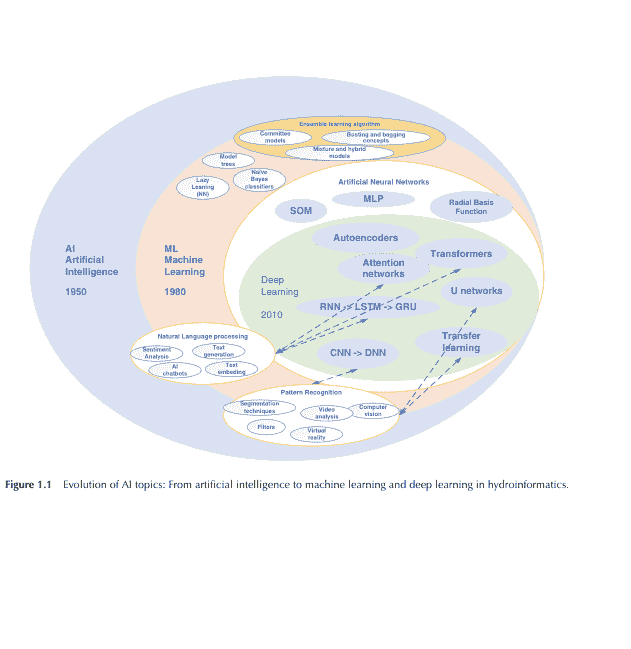 Ensemble learning algorithm
Committee
models
Busting and bagging
concepts
Mixture and hybrid
models
Model
trees
Lazy
Learning
(NN)
Naive
Bayes
classifiers
Artificial Neural Networks
SOM
MLP
Radial Basis
Function
Autoencoders
Transformers
Attention
networks
AI
Artificial
Intelligence
1950
ML
Machine
Learning
1980
Deep
Learning
2010
U networks
RNN -> LSTM -> GRU
Transfer
learning
CNN -> DNN
Natural Language processing
Sentiment
Analysis
Text
generation
AI
chatbots
Text
embeding
Pattern Recognition
Segmentation
techniques
Video
analysis
Computer
vision
Filters
Virtual
reality
Figure 1.1 Evolution of AI topics: From artificial intelligence to machine learning and deep learning in hydroinformatics.